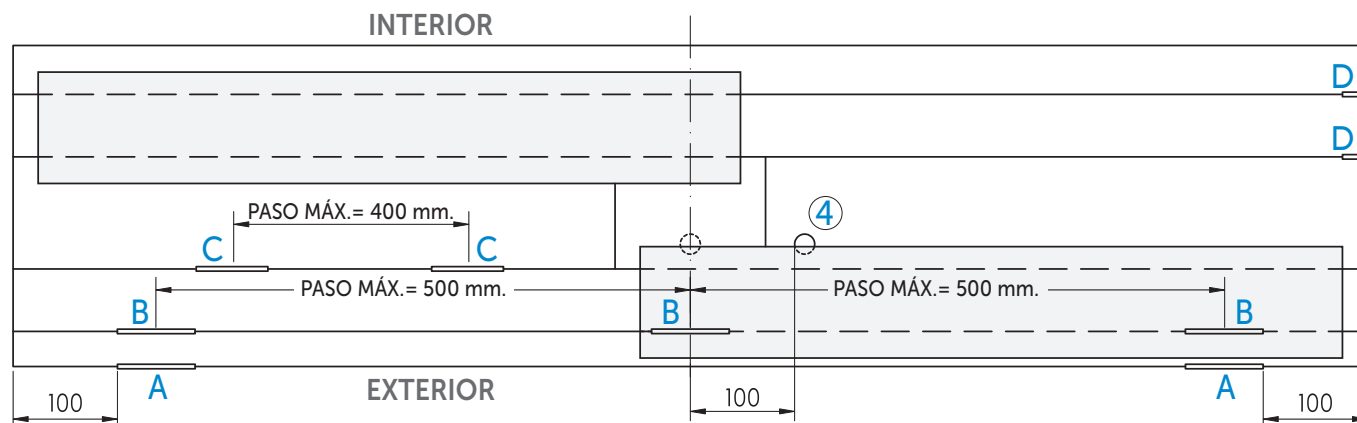 INTERIOR
D
D
PASO MÁX.= 400 mm.
4
C
C
PASO MÁX.= 500 mm.
PASO MÁX.= 500 mm.
B
B
B
A
EXTERIOR
A
100
100
100